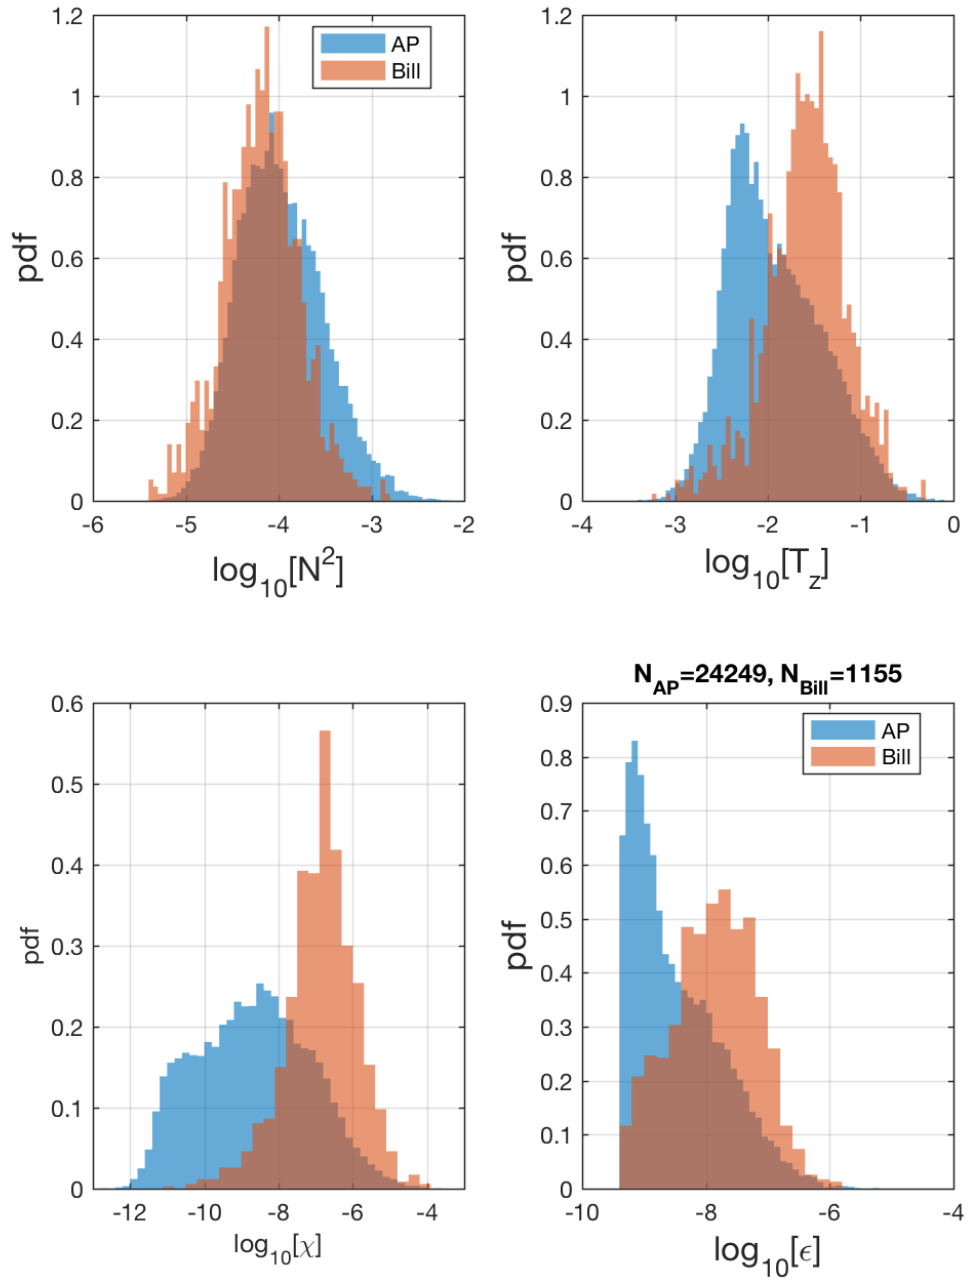 1.2
1
0.8
0.6
0.4
0.2
0
pdf
-6 -5 -4 -3 -2
log10[N2]
AP
Bill
1.2
1
0.8
0.6
0.4
0.2
0
pdf
-4 -3 -2 -1 0
log10[Tz]
0.6
0.5
0.4
0.3
0.2
0.1
0
pdf
-12 -10 -8 -6 -4
log10[χ]
NAP=24249, NBill=1155
0.9
0.8
0.7
0.6
0.5
0.4
0.3
0.2
0.1
0
pdf
-10 -8 -6 -4
log10[ϵ]
AP
Bill